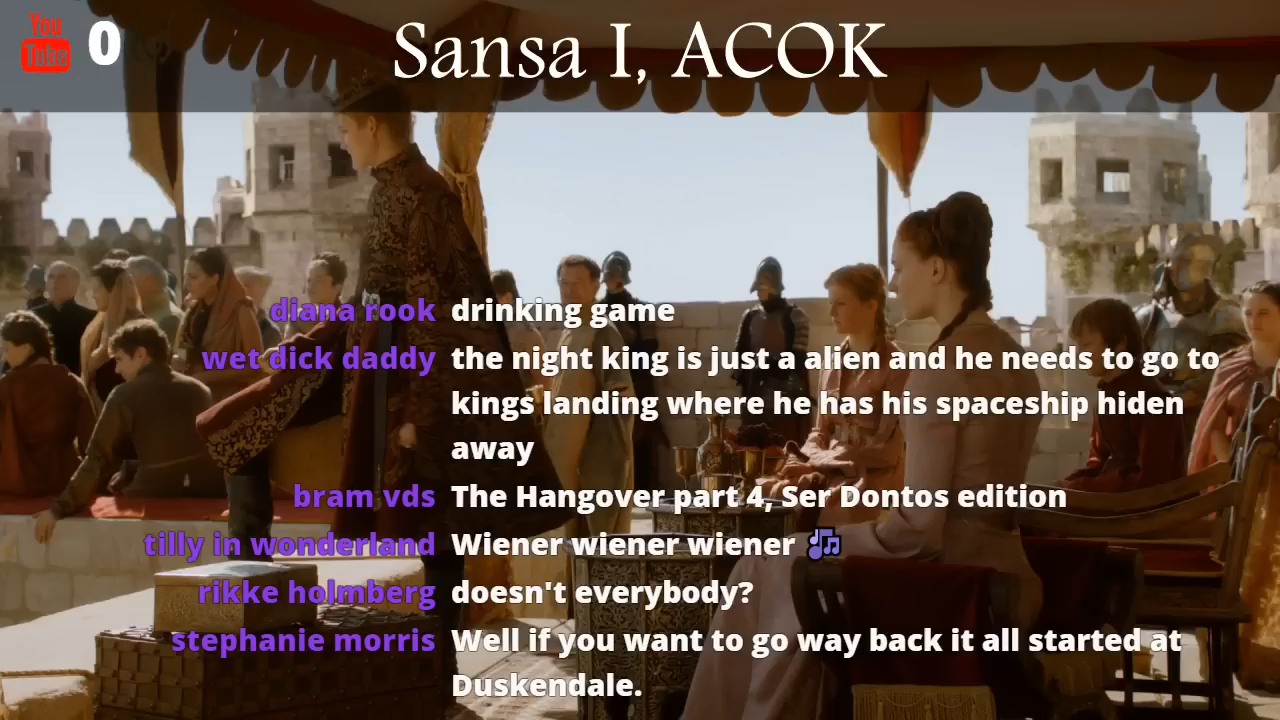 You
Tube
0
Sansa I, ACOK
diana rook drinking game
wet dick daddy the night king is just a alien and he needs to go to
kings landing where he has his spaceship hiden
away
bram vds The Hangover part 4, Ser Dontos edition
tilly in wonderland Wiener wiener wiener 🎶
rikke holmberg doesn't everybody?
stephanie morris Well if you want to go way back it all started at
Duskendale.